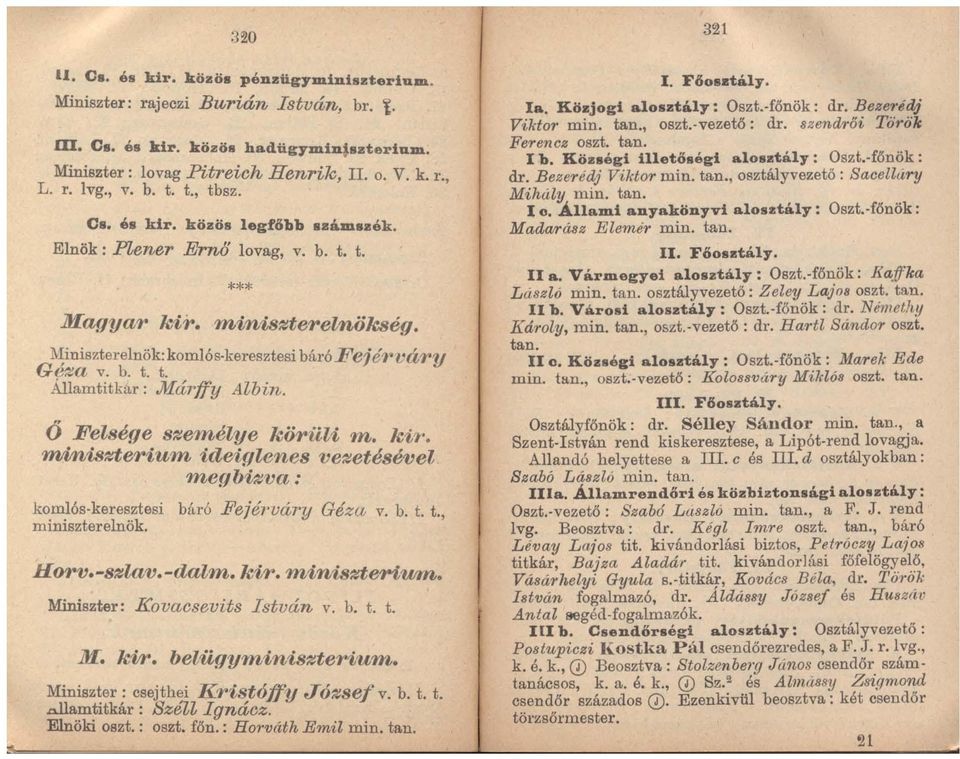 320
II. Cs. és kir. közös pénzügyminiszterium.
Miniszter: rajeczi Burián István, br.
III. Cs. és kir. közös hadügyminiszterium.
Miniszter: lovag Pitreich Henrik, II. o. V. k. r.,
L. r. lvg., v. b. t. t., tbsz.
Cs. és kir. közös legfőbb számszék.
Elnök: Plener Ernő lovag, v. b. t. t.
***
Magyar kir. miniszterelnökség.
Miniszterelnök: komlós-keresztesi báró Fejérváry
Géza v. b. t. t.
Államtitkár: Márffy Albin.
Ő Felsége személye körüli m. kir.
miniszterium ideiglenes vezetésével
megbizva:
komlós-keresztesi báró Fejérváry Géza v. b. t. t.,
miniszterelnök.
Horv.-szlav.-dalm. kir. miniszterium.
Miniszter: Kovacsevits István v. b. t. t.
M. kir. belügyminiszterium.
Miniszter: csejthei Kristóffy József v. b. t. t.
Államtitkár: Széll Ignácz.
Elnöki oszt.: oszt. főn.: Horváth Emil min. tan.
321
I. Főosztály.
Ia. Közjogi alosztály: Oszt.-főnök: dr. Bezerédj
Viktor min. tan., oszt.-vezető: dr. szendrői Török
Ferencz oszt. tan.
Ib. Községi illetőségi alosztály: Oszt.-főnök:
dr. Bezerédj Viktor min. tan., osztályvezető: Sacelláry
Mihály min. tan.
Ic. Állami anyakönyvi alosztály: Oszt.-főnök:
Madarász Elemér min. tan.
II. Főosztály.
IIa. Vármegyei alosztály: Oszt.-főnök: Kaffka
László min. tan. osztályvezető: Zeley Lajos oszt. tan.
IIb. Városi alosztály: Oszt.-főnök: dr. Némethy
Károly, min. tan., oszt.-vezető: dr. Hartl Sándor oszt.
tan.
IIc. Községi alosztály: Oszt.-főnök: Marek Ede
min. tan., oszt.-vezető: Kolossváry Miklós oszt. tan.
III. Főosztály.
Osztályfőnök: dr. Sélley Sándor min. tan., a
Szent-István rend kiskeresztese, a Lipót-rend lovagja.
Allandó helyettese a III. c és III. d osztályokban:
Szabó László min. tan.
IIIa. Államrendőri és közbiztonsági alosztály:
Oszt.-vezető: Szabó László min. tan., a F. J. rend
lvg. Beosztva: dr. Kégl Imre oszt. tan., báró
Lévay Lajos tit. kivándorlási biztos, Petróczy Lajos
titkár, Bajza Aladár tit. kivándorlási főfelögyelő,
Vásárhelyi Gyula s.-titkár, Kovács Béla, dr. Török
István fogalmazó, dr. Áldássy József és Huszár
Antal segéd-fogalmazók.
IIIb. Csendőrségi alosztály: Osztályvezető:
Postupiczi Kostka Pál csendőrezredes, a F. J. r. lvg.,
k. é. k., Ⓙ Beosztva: Stolzenberg János csendőr szám-
tanácsos, k. a. é. k., Ⓙ Sz.² és Almássy Zsigmond
csendőr százados Ⓙ. Ezenkivül beosztva: két csendőr
törzsőrmester.
21